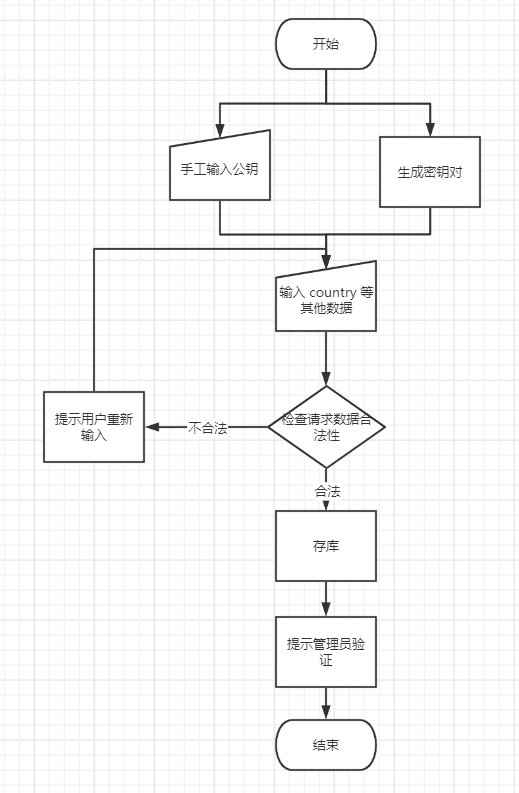 开始
手工输入公钥
生成密钥对
输入 country 等
其他数据
检查请求数据合
法性
不合法
提示用户重新
输入
合法
存库
提示管理员验
证
结束